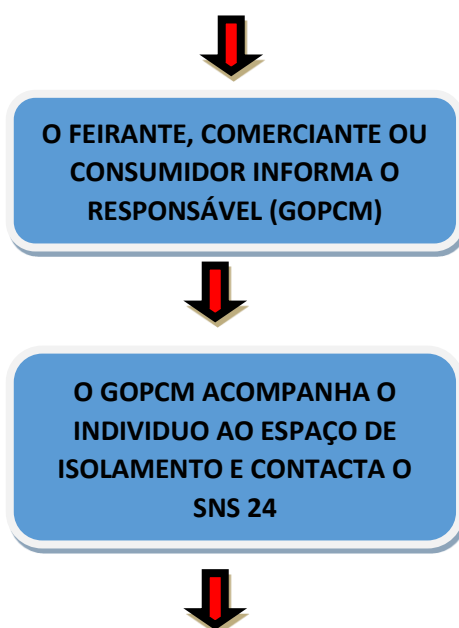 O FEIRANTE, COMERCIANTE OU
CONSUMIDOR INFORMA O
RESPONSÁVEL (GOPCM)
O GOPCM ACOMPANHA O
INDIVIDUO AO ESPAÇO DE
ISOLAMENTO E CONTACTA O
SNS 24